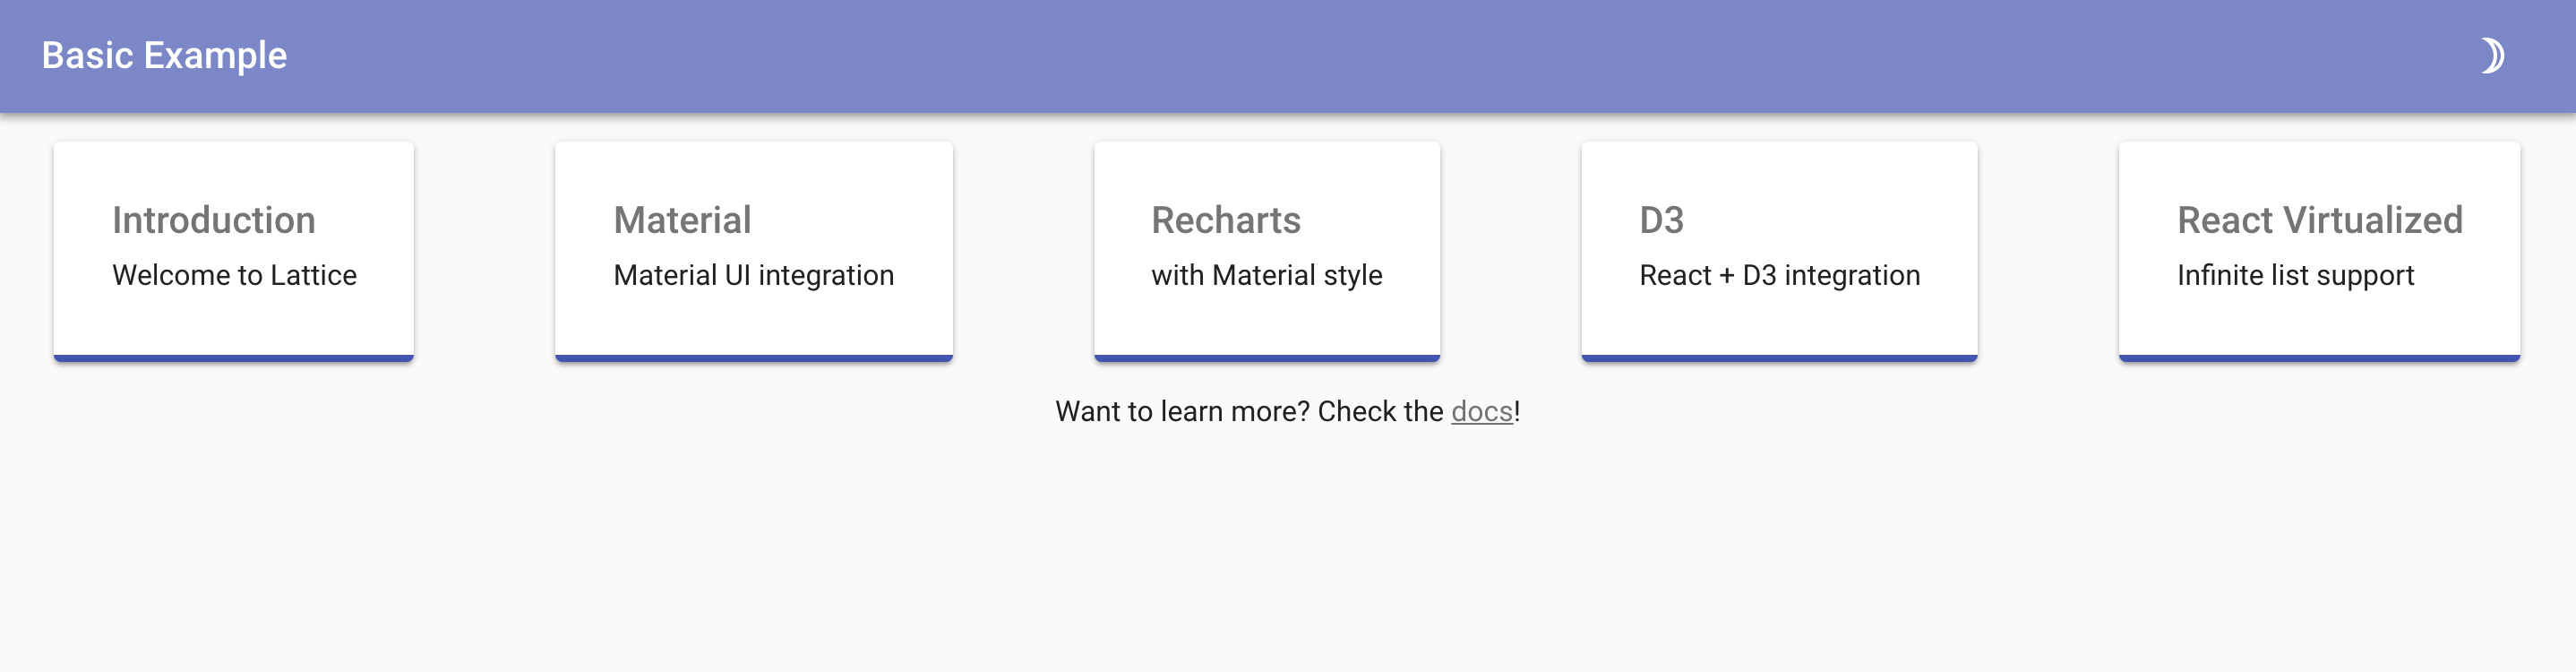 Basic Example
Introduction
Welcome to Lattice
Material
Material UI integration
Recharts
with Material style
D3
React + D3 integration
React Virtualized
Infinite list support
Want to learn more? Check the docs!